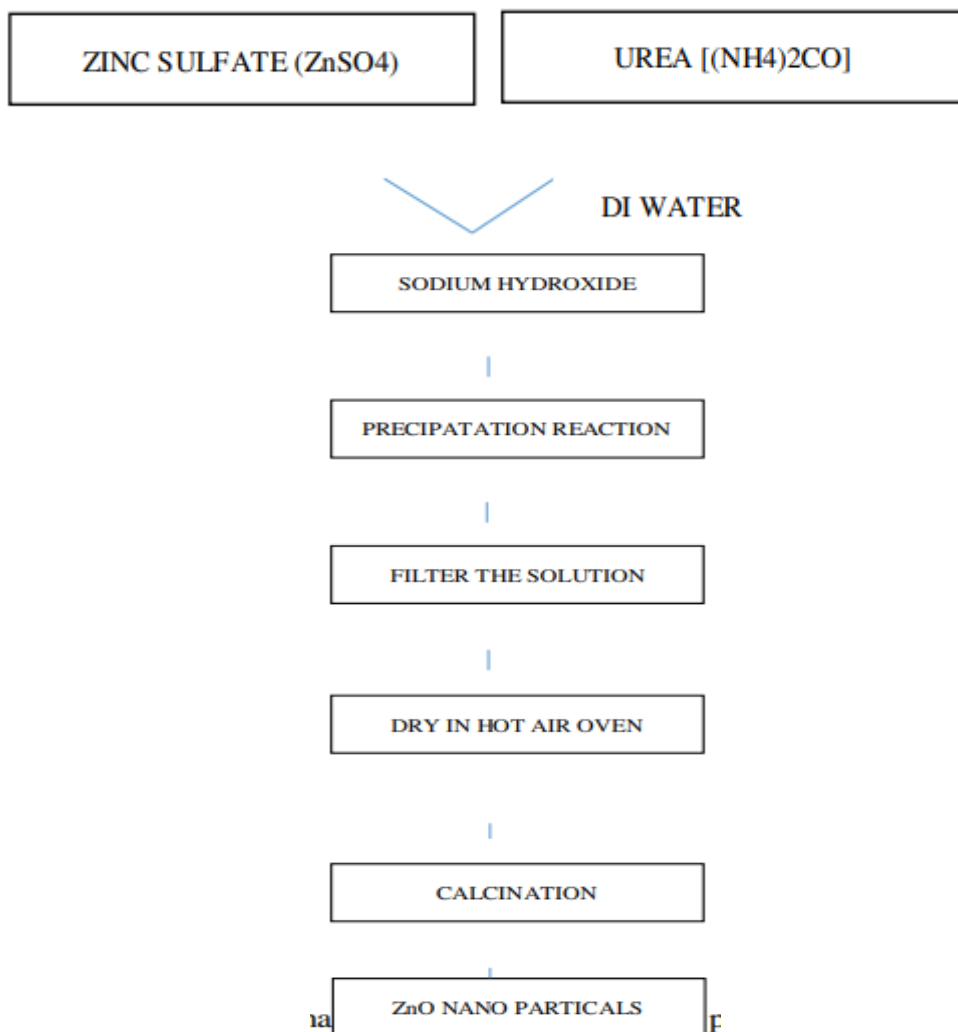 ZINC SULFATE (ZnSO4)
UREA [(NH4)2CO]
DI WATER
SODIUM HYDROXIDE
PRECIPATATION REACTION
FILTER THE SOLUTION
DRY IN HOT AIR OVEN
CALCINATION
ZnO NANO PARTICALS